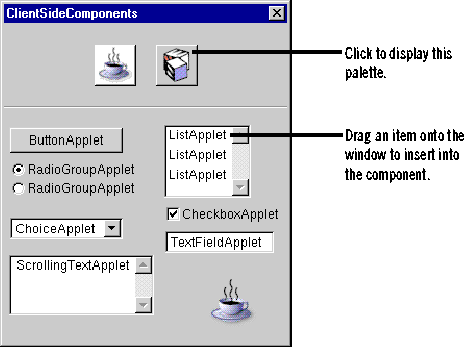 ClientSideComponents
Click to display this
palette.
ButtonApplet
ListApplet
ListApplet
ListApplet
Drag an item onto the
window to insert into
the component.
RadioGroupApplet
RadioGroupApplet
CheckboxApplet
ChoiceApplet
TextFieldApplet
ScrollingTextApplet